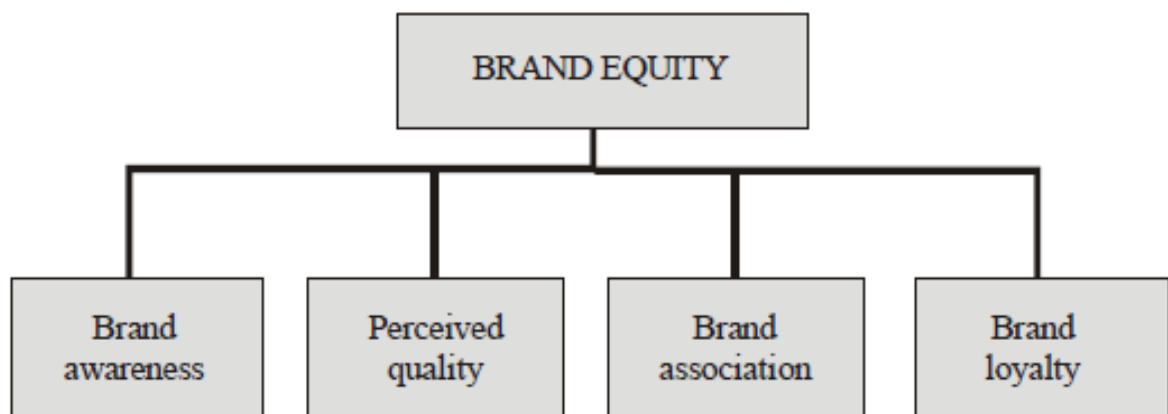 BRAND EQUITY
Brand
awareness
Perceived
quality
Brand
association
Brand
loyalty